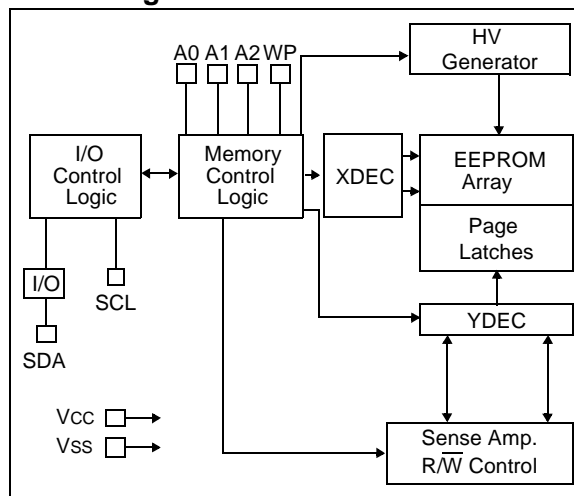 A0 A1 A2 WP
HV
Generator
I/O
Control
Logic
Memory
Control
Logic
XDEC
EEPROM
Array
Page
Latches
I/O
SCL
SDA
YDEC
VCC
VSS
Sense Amp.
R/W̅ Control